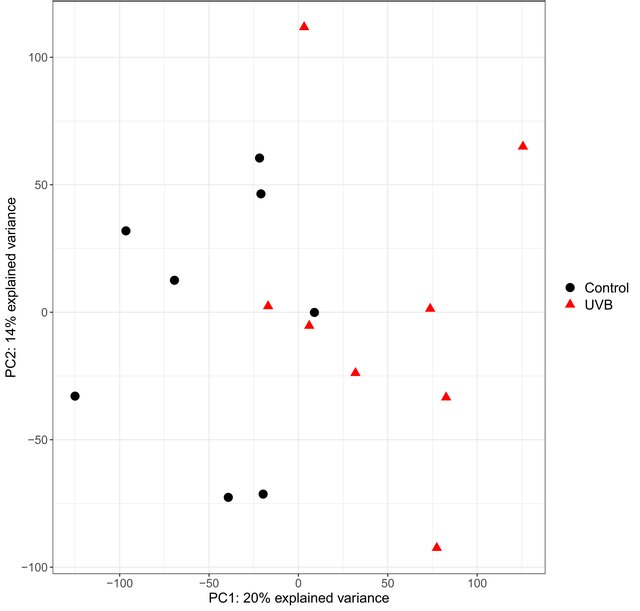 100
50
0
−50
−100
PC2: 14% explained variance
−100 −50 0 50 100
PC1: 20% explained variance
Control
UVB